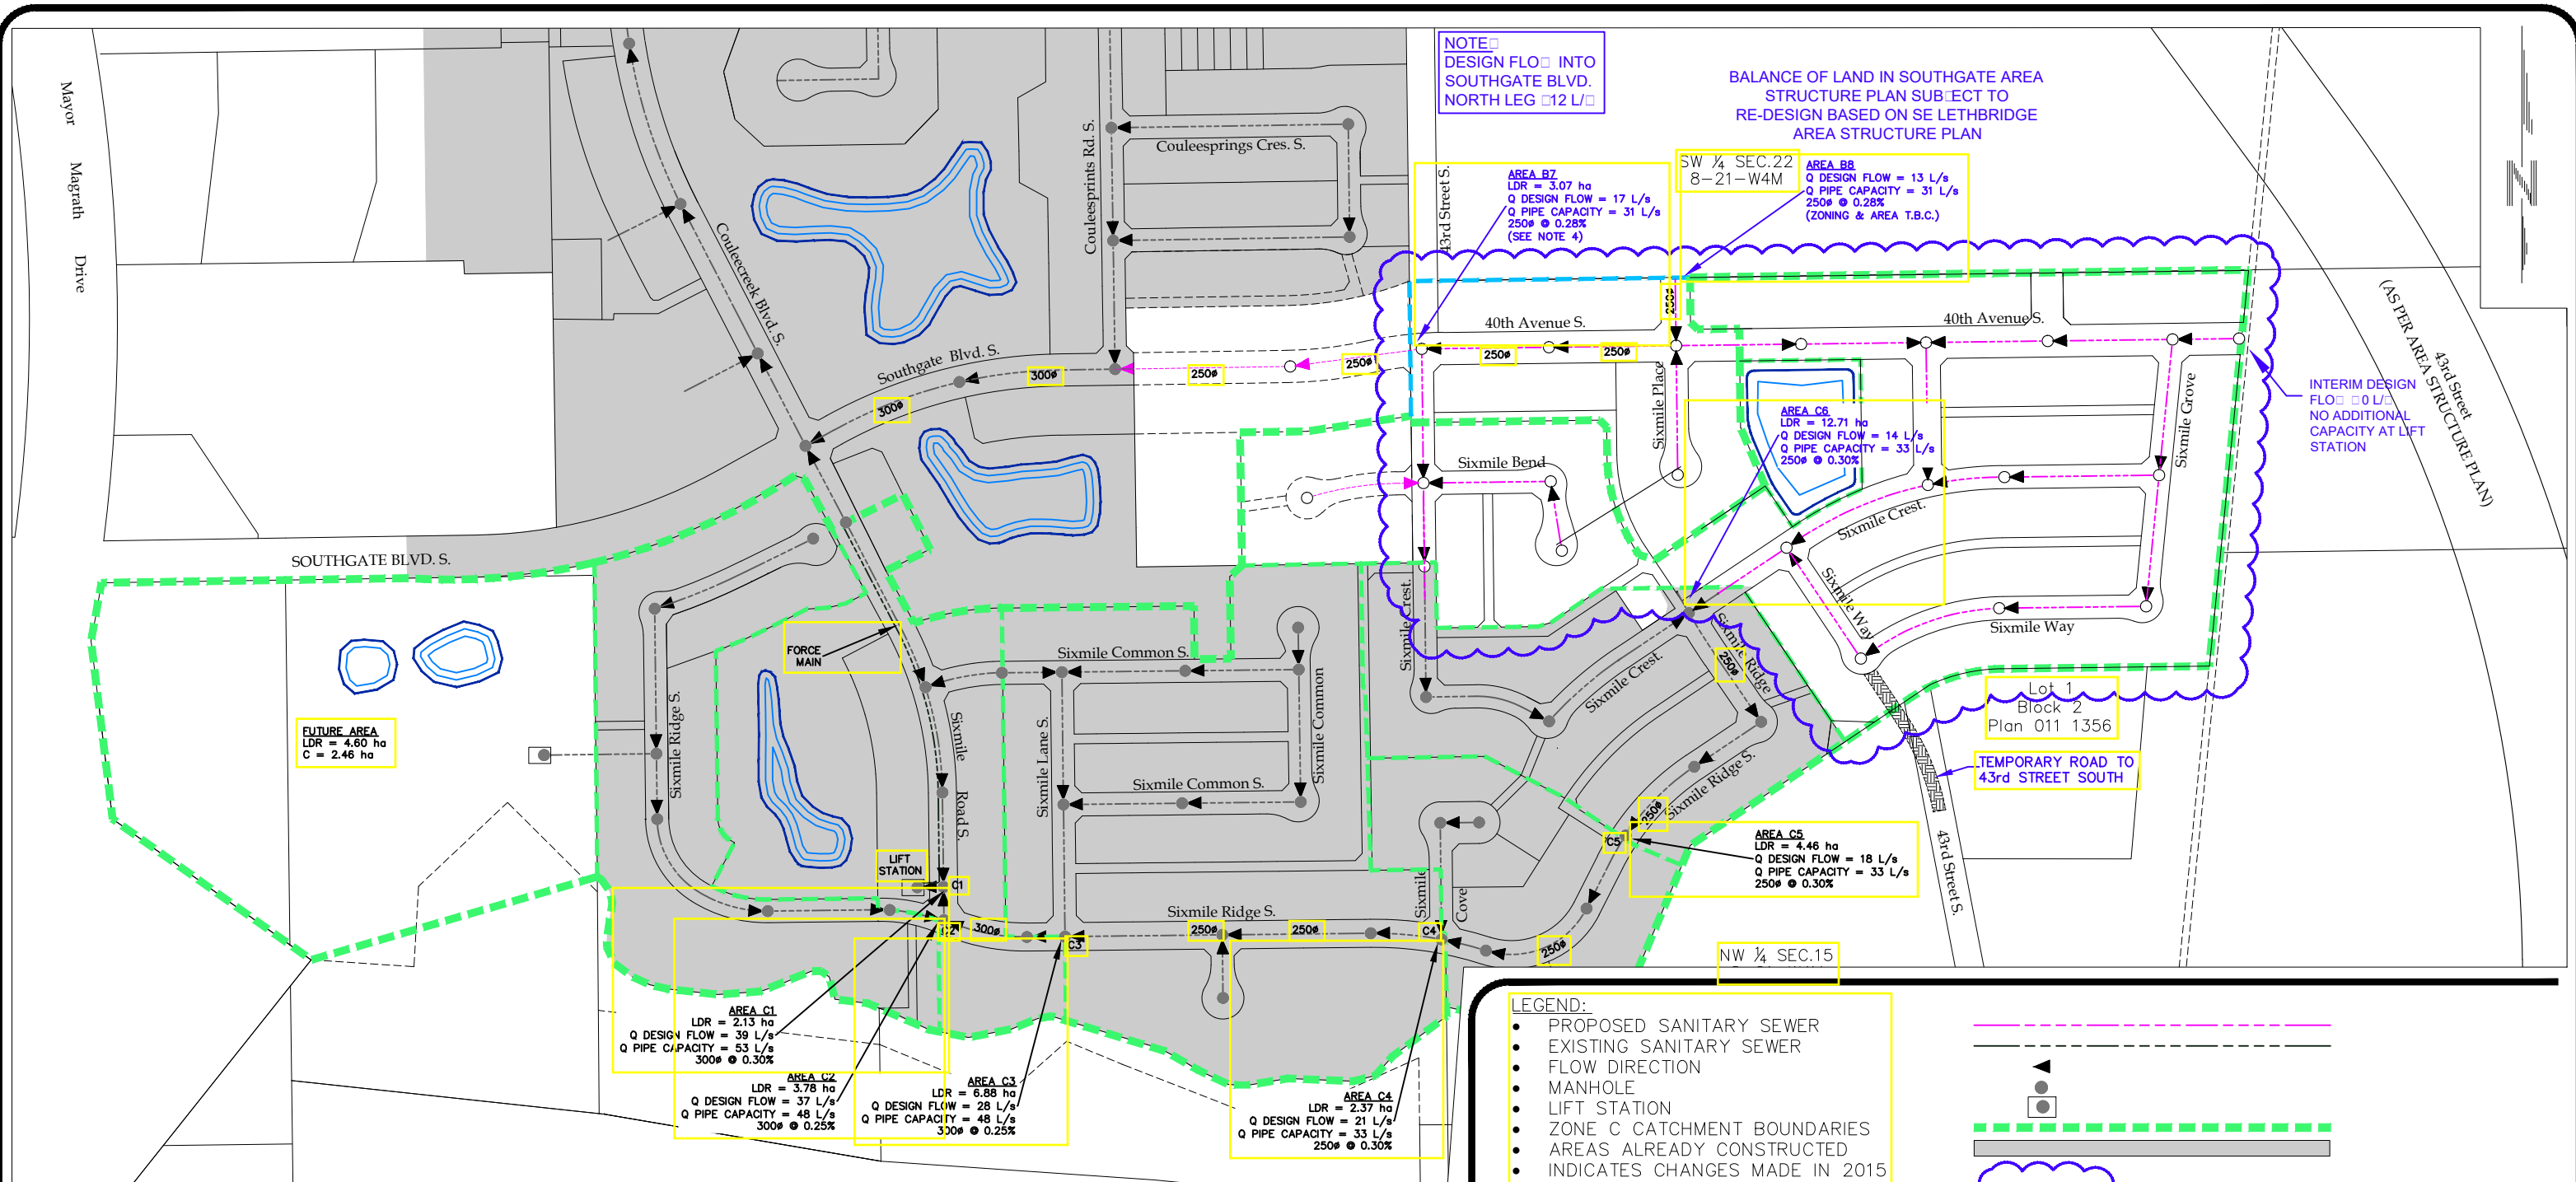 NOTE
DESIGN FLO INTO
SOUTHGATE BLVD.
NORTH LEG 12 L/
BALANCE OF LAND IN SOUTHGATE AREA
STRUCTURE PLAN SUB ECT TO
RE-DESIGN BASED ON SE LETHBRIDGE
AREA STRUCTURE PLAN
Mayor Magrath Drive
Couleecreek Blvd. S.
Couleesprints Rd. S.
Couleesprings Cres. S.
43rd Street S.
SW ¼ SEC.22
8-21-W4M
AREA B7
LDR = 3.07 ha
Q DESIGN FLOW = 17 L/s
Q PIPE CAPACITY = 31 L/s
250ø @ 0.28%
(SEE NOTE 4)
AREA B8
Q DESIGN FLOW = 13 L/s
Q PIPE CAPACITY = 31 L/s
250ø @ 0.28%
(ZONING & AREA T.B.C.)
250ø
40th Avenue S.
40th Avenue S.
(AS PER AREA STRUCTURE PLAN)
43rd Street
Southgate Blvd. S.
300ø
300ø
250ø
250ø
250ø
250ø
Sixmile Place
Sixmile Grove
INTERIM DESIGN
FLO 0 L/
NO ADDITIONAL
CAPACITY AT LIFT
STATION
AREA C6
LDR = 12.71 ha
Q DESIGN FLOW = 14 L/s
Q PIPE CAPACITY = 33 L/s
250ø @ 0.30%
Sixmile Bend
Sixmile Crest.
SOUTHGATE BLVD. S.
Sixmile Way
Sixmile Way
Sixmile Crest.
FORCE
MAIN
Sixmile Common S.
Sixmile Crest.
Sixmile Ridge
250ø
Lot 1
Block 2
Plan 011 1356
TEMPORARY ROAD TO
43rd STREET SOUTH
FUTURE AREA
LDR = 4.60 ha
C = 2.46 ha
Sixmile Ridge S.
Sixmile Road S.
Sixmile Lane S.
Sixmile Common
Sixmile Common S.
Sixmile Ridge S.
250ø
C5
AREA C5
LDR = 4.46 ha
Q DESIGN FLOW = 18 L/s
Q PIPE CAPACITY = 33 L/s
250ø @ 0.30%
43rd Street S.
LIFT
STATION
C1
Sixmile Cove
Sixmile Ridge S.
C2
300ø
C3
250ø
250ø
C4
250ø
NW ¼ SEC.15
AREA C1
LDR = 2.13 ha
Q DESIGN FLOW = 39 L/s
Q PIPE CAPACITY = 53 L/s
300ø @ 0.30%
AREA C2
LDR = 3.78 ha
Q DESIGN FLOW = 37 L/s
Q PIPE CAPACITY = 48 L/s
300ø @ 0.25%
AREA C3
LDR = 6.88 ha
Q DESIGN FLOW = 28 L/s
Q PIPE CAPACITY = 48 L/s
300ø @ 0.25%
AREA C4
LDR = 2.37 ha
Q DESIGN FLOW = 21 L/s
Q PIPE CAPACITY = 33 L/s
250ø @ 0.30%
LEGEND:
• PROPOSED SANITARY SEWER
• EXISTING SANITARY SEWER
• FLOW DIRECTION
• MANHOLE
• LIFT STATION
• ZONE C CATCHMENT BOUNDARIES
• AREAS ALREADY CONSTRUCTED
• INDICATES CHANGES MADE IN 2015